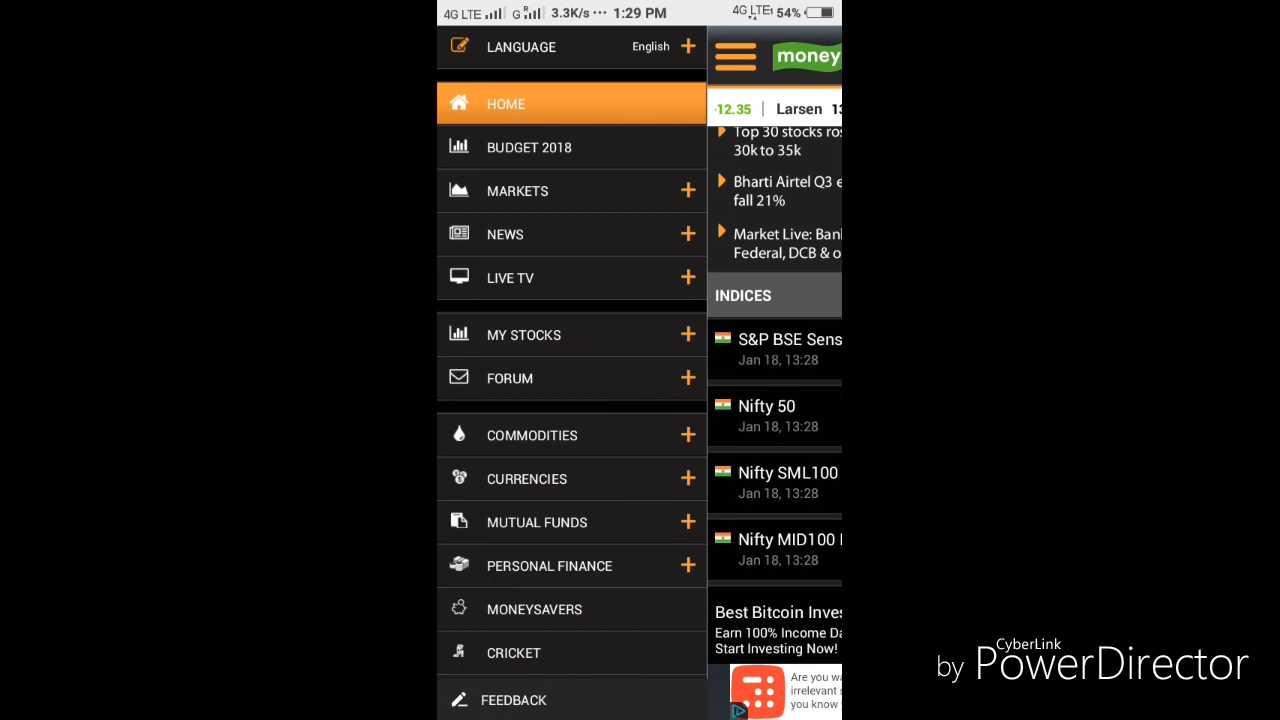 4G LTE G R 3.3K/s ··· 1:29 PM 4G LTE 54%
LANGUAGE English +
HOME
BUDGET 2018
MARKETS +
NEWS +
LIVE TV +
MY STOCKS +
FORUM +
COMMODITIES +
CURRENCIES +
MUTUAL FUNDS +
PERSONAL FINANCE +
MONEYSAVERS
CRICKET
FEEDBACK
money
12.35 | Larsen
Top 30 stocks
30k to 35k
Bharti Airtel Q3
fall 21%
Market Live:
Federal, DCB &
INDICES
S&P BSE
Jan 18, 13:28
Nifty 50
Jan 18, 13:28
Nifty SML100
Jan 18, 13:28
Nifty MID100
Jan 18, 13:28
Best Bitcoin
Earn 100% Income
Start Investing Now!
Are you
irrelevant
you know
CyberLink
by PowerDirector